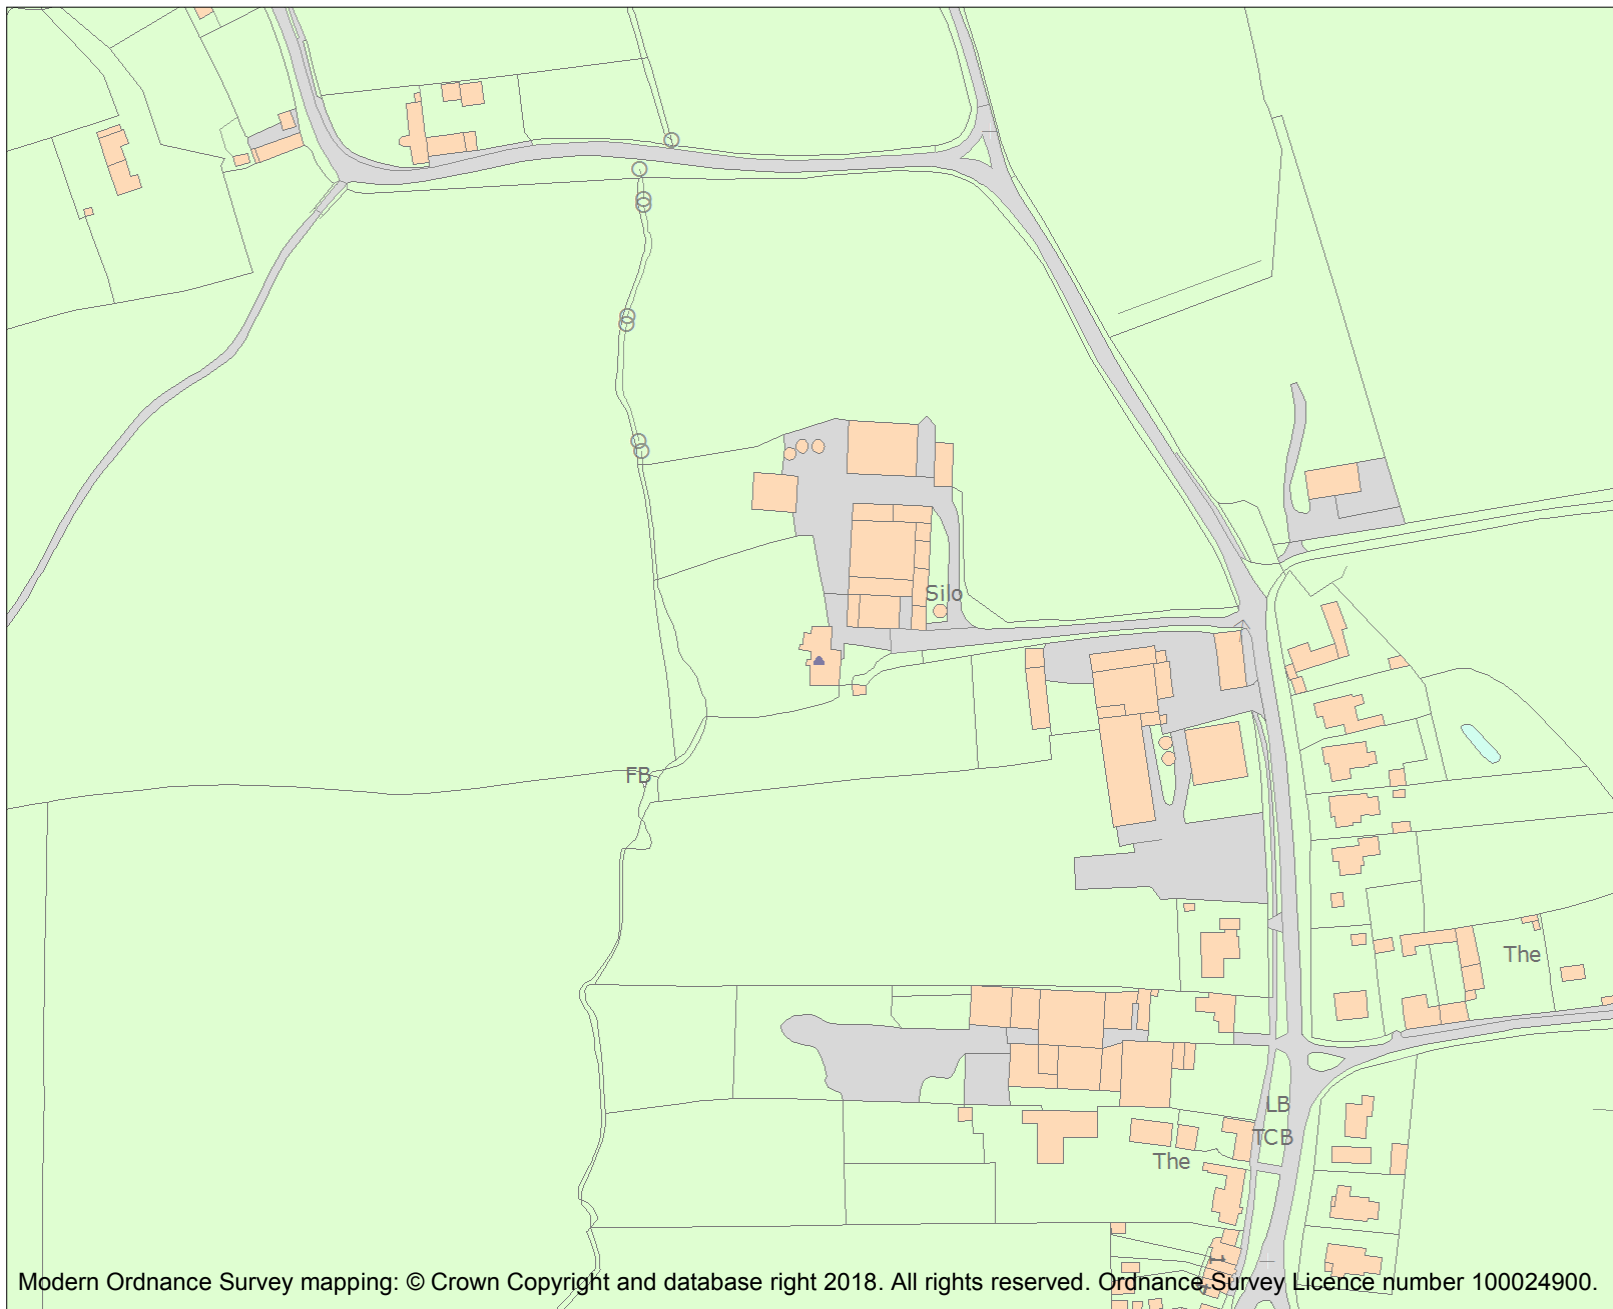 Silo
FB
The
LB
TCB
The
1
Modern Ordnance Survey mapping: © Crown Copyright and database right 2018. All rights reserved. Ordnance Survey Licence number 100024900.